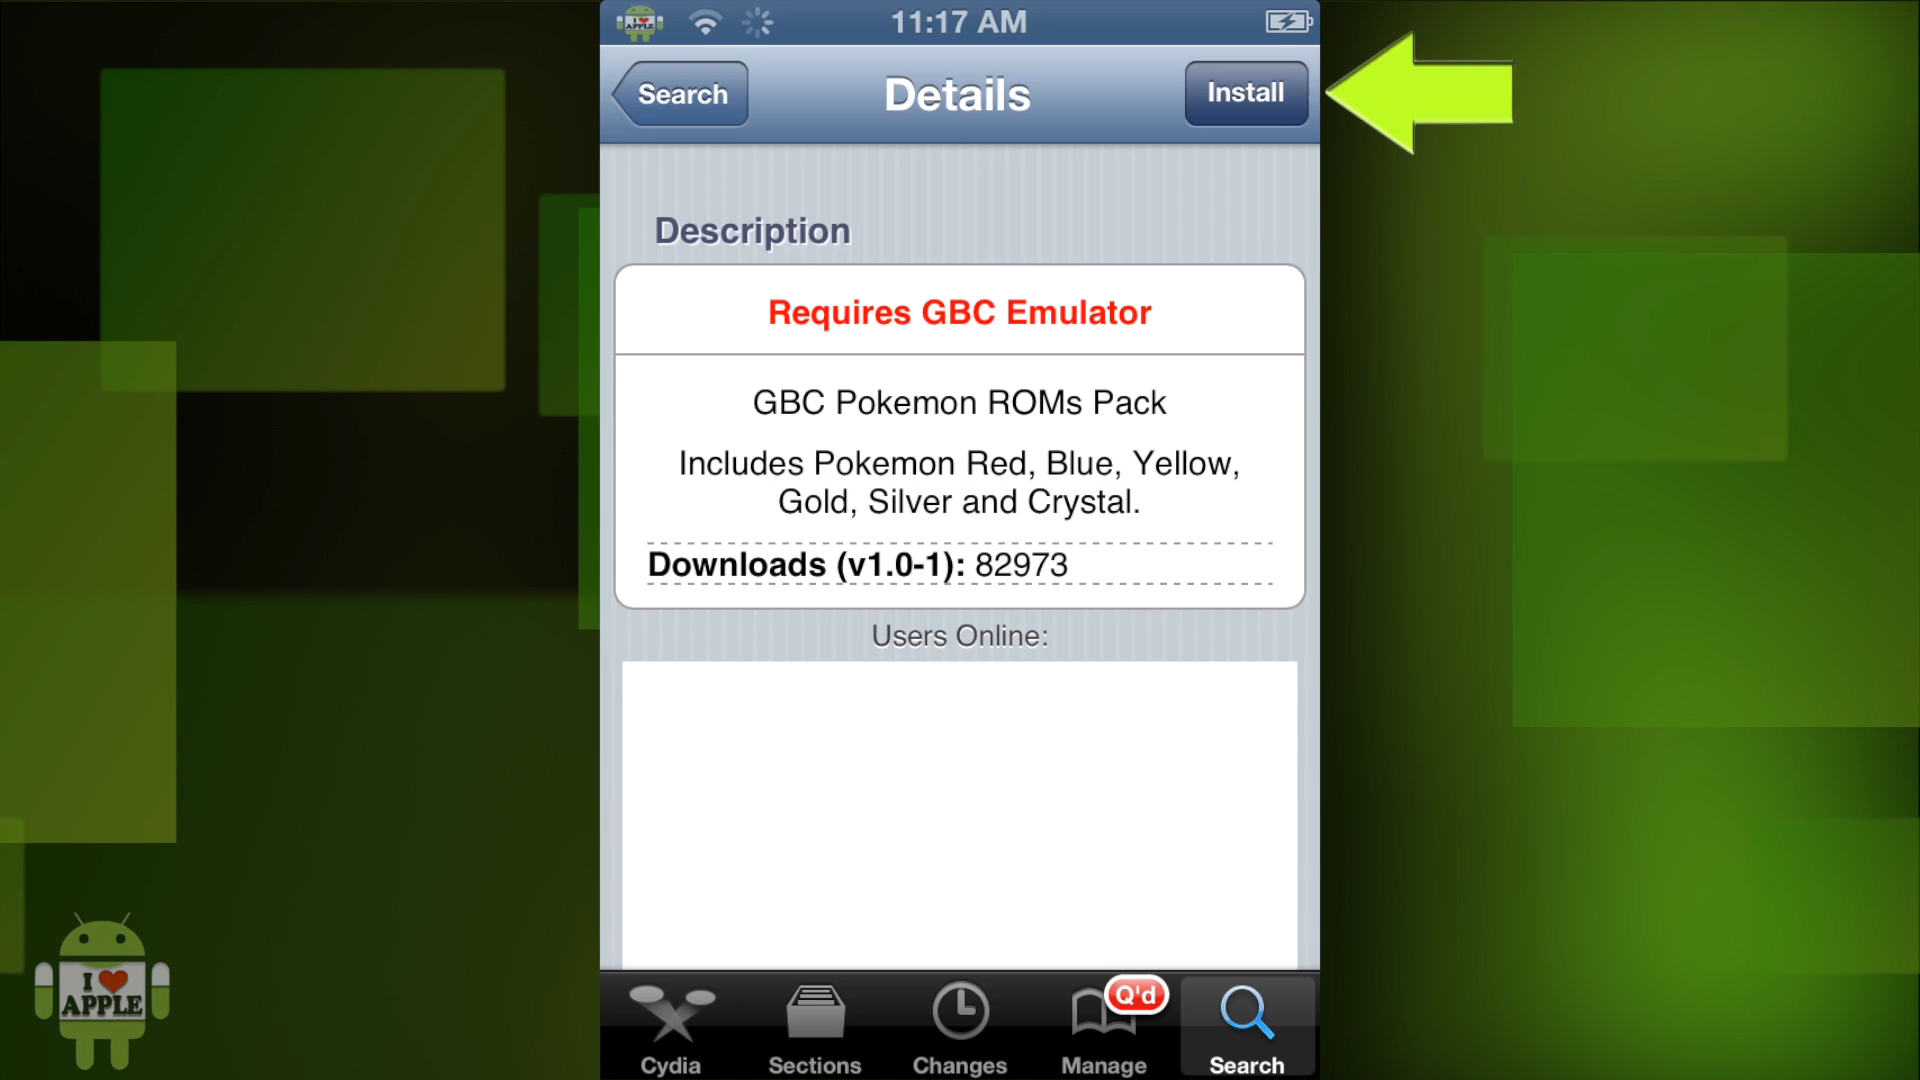 I ♥ APPLE
11:17 AM
Search
Details
Install
Description
Requires GBC Emulator
GBC Pokemon ROMs Pack
Includes Pokemon Red, Blue, Yellow,
Gold, Silver and Crystal.
Downloads (v1.0-1): 82973
Users Online:
I ♥
APPLE
Q'd
Cydia
Sections
Changes
Manage
Search